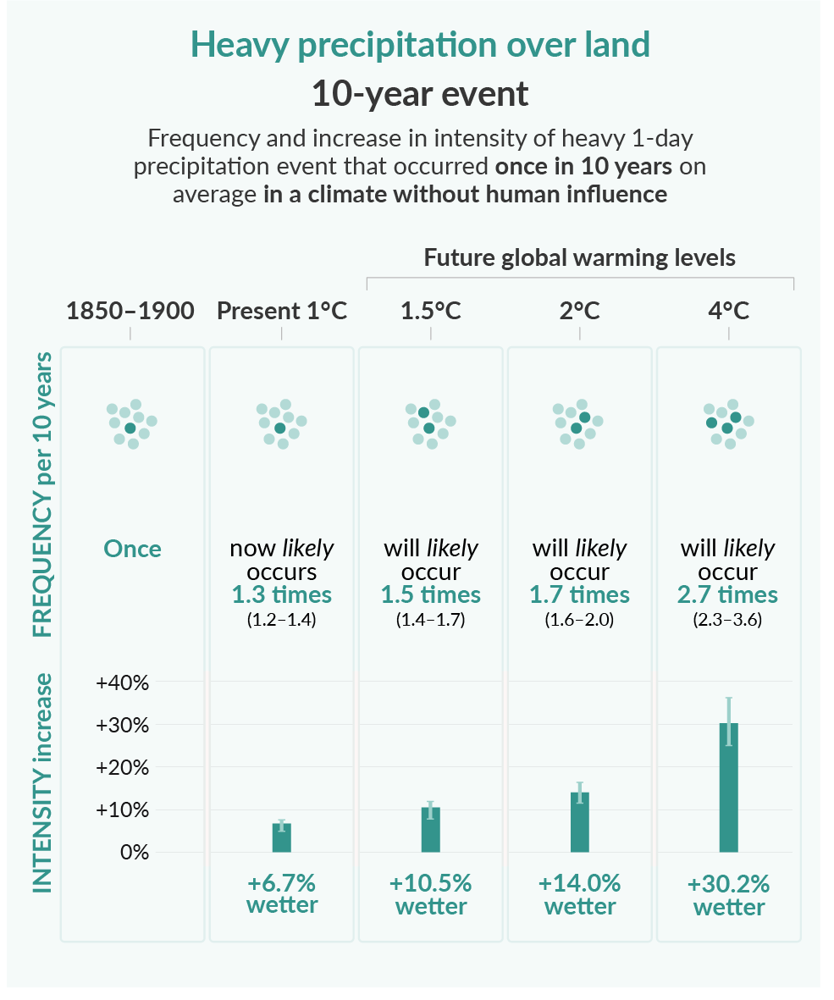 Heavy precipitation over land
10-year event
Frequency and increase in intensity of heavy 1-day
precipitation event that occurred once in 10 years on
average in a climate without human influence
Future global warming levels
1850–1900
Present 1°C
1.5°C
2°C
4°C
FREQUENCY per 10 years
Once
now likely
occurs
1.3 times
(1.2–1.4)
will likely
occur
1.5 times
(1.4–1.7)
will likely
occur
1.7 times
(1.6–2.0)
will likely
occur
2.7 times
(2.3–3.6)
INTENSITY increase
+40%
+30%
+20%
+10%
0%
+6.7%
wetter
+10.5%
wetter
+14.0%
wetter
+30.2%
wetter